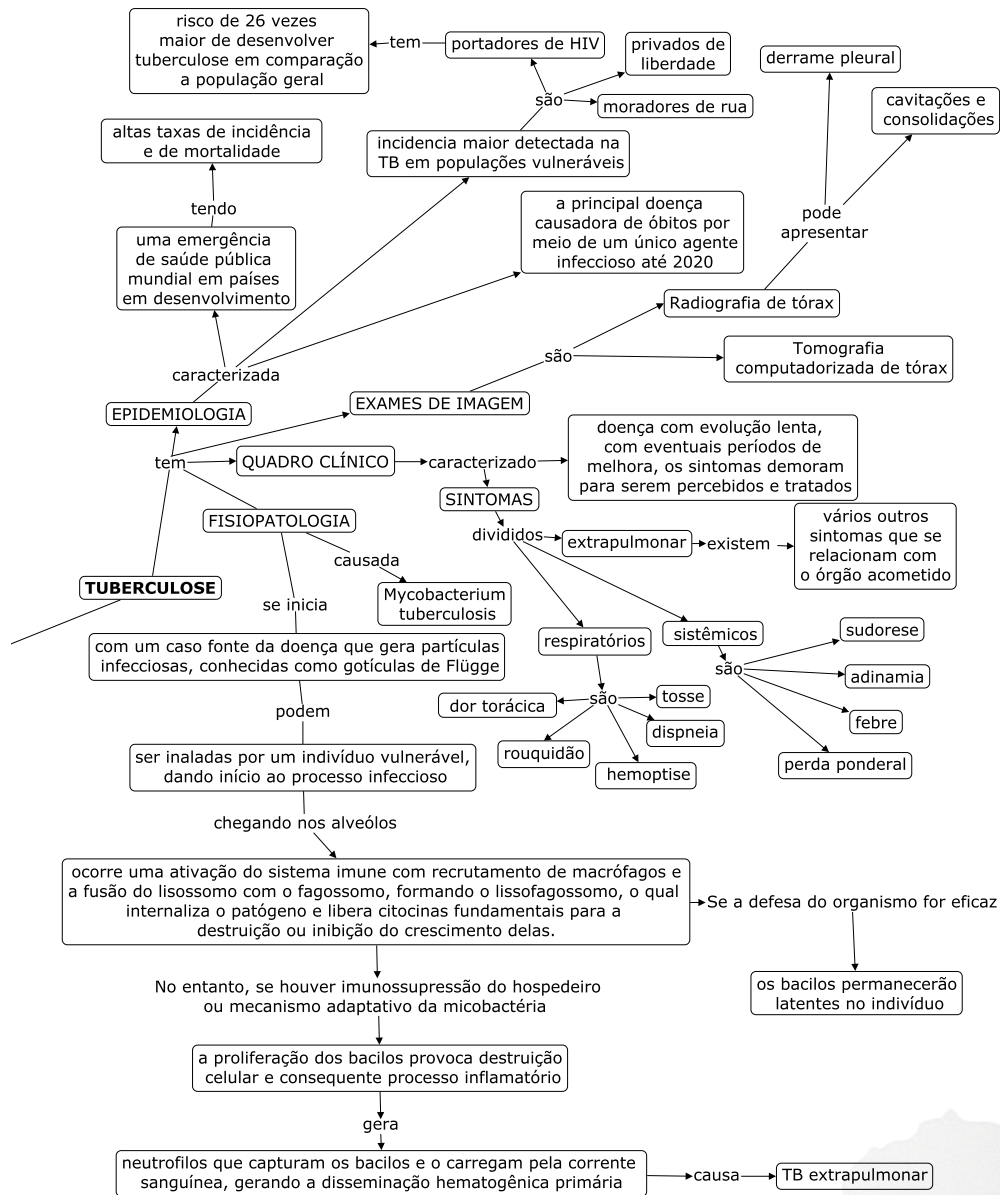 risco de 26 vezes
maior de desenvolver
tuberculose em comparação
a população geral
tem
portadores de HIV
privados de
liberdade
são
moradores de rua
derrame pleural
cavitações e
consolidações
altas taxas de incidência
e de mortalidade
incidencia maior detectada na
TB em populações vulneráveis
tendo
uma emergência
de saúde pública
mundial em países
em desenvolvimento
a principal doença
causadora de óbitos por
meio de um único agente
infeccioso até 2020
pode
apresentar
Radiografia de tórax
são
Tomografia
computadorizada de tórax
caracterizada
EPIDEMIOLOGIA
EXAMES DE IMAGEM
tem
QUADRO CLÍNICO
caracterizado
doença com evolução lenta,
com eventuais períodos de
melhora, os sintomas demoram
para serem percebidos e tratados
SINTOMAS
divididos
extrapulmonar
existem
vários outros
sintomas que se
relacionam com
o órgão acometido
FISIOPATOLOGIA
causada
Mycobacterium
tuberculosis
TUBERCULOSE
se inicia
com um caso fonte da doença que gera partículas
infecciosas, conhecidas como gotículas de Flügge
respiratórios
sistêmicos
são
sudorese
adinamia
febre
perda ponderal
são
dor torácica
tosse
dispneia
rouquidão
hemoptise
podem
ser inaladas por um indivíduo vulnerável,
dando início ao processo infeccioso
chegando nos alveólos
ocorre uma ativação do sistema imune com recrutamento de macrófagos e
a fusão do lisossomo com o fagossomo, formando o lissofagossomo, o qual
internaliza o patógeno e libera citocinas fundamentais para a
destruição ou inibição do crescimento delas.
Se a defesa do organismo for eficaz
os bacilos permanecerão
latentes no indivíduo
No entanto, se houver imunossupressão do hospedeiro
ou mecanismo adaptativo da micobactéria
a proliferação dos bacilos provoca destruição
celular e consequente processo inflamatório
gera
neutrofilos que capturam os bacilos e o carregam pela corrente
sanguínea, gerando a disseminação hematogênica primária
causa
TB extrapulmonar